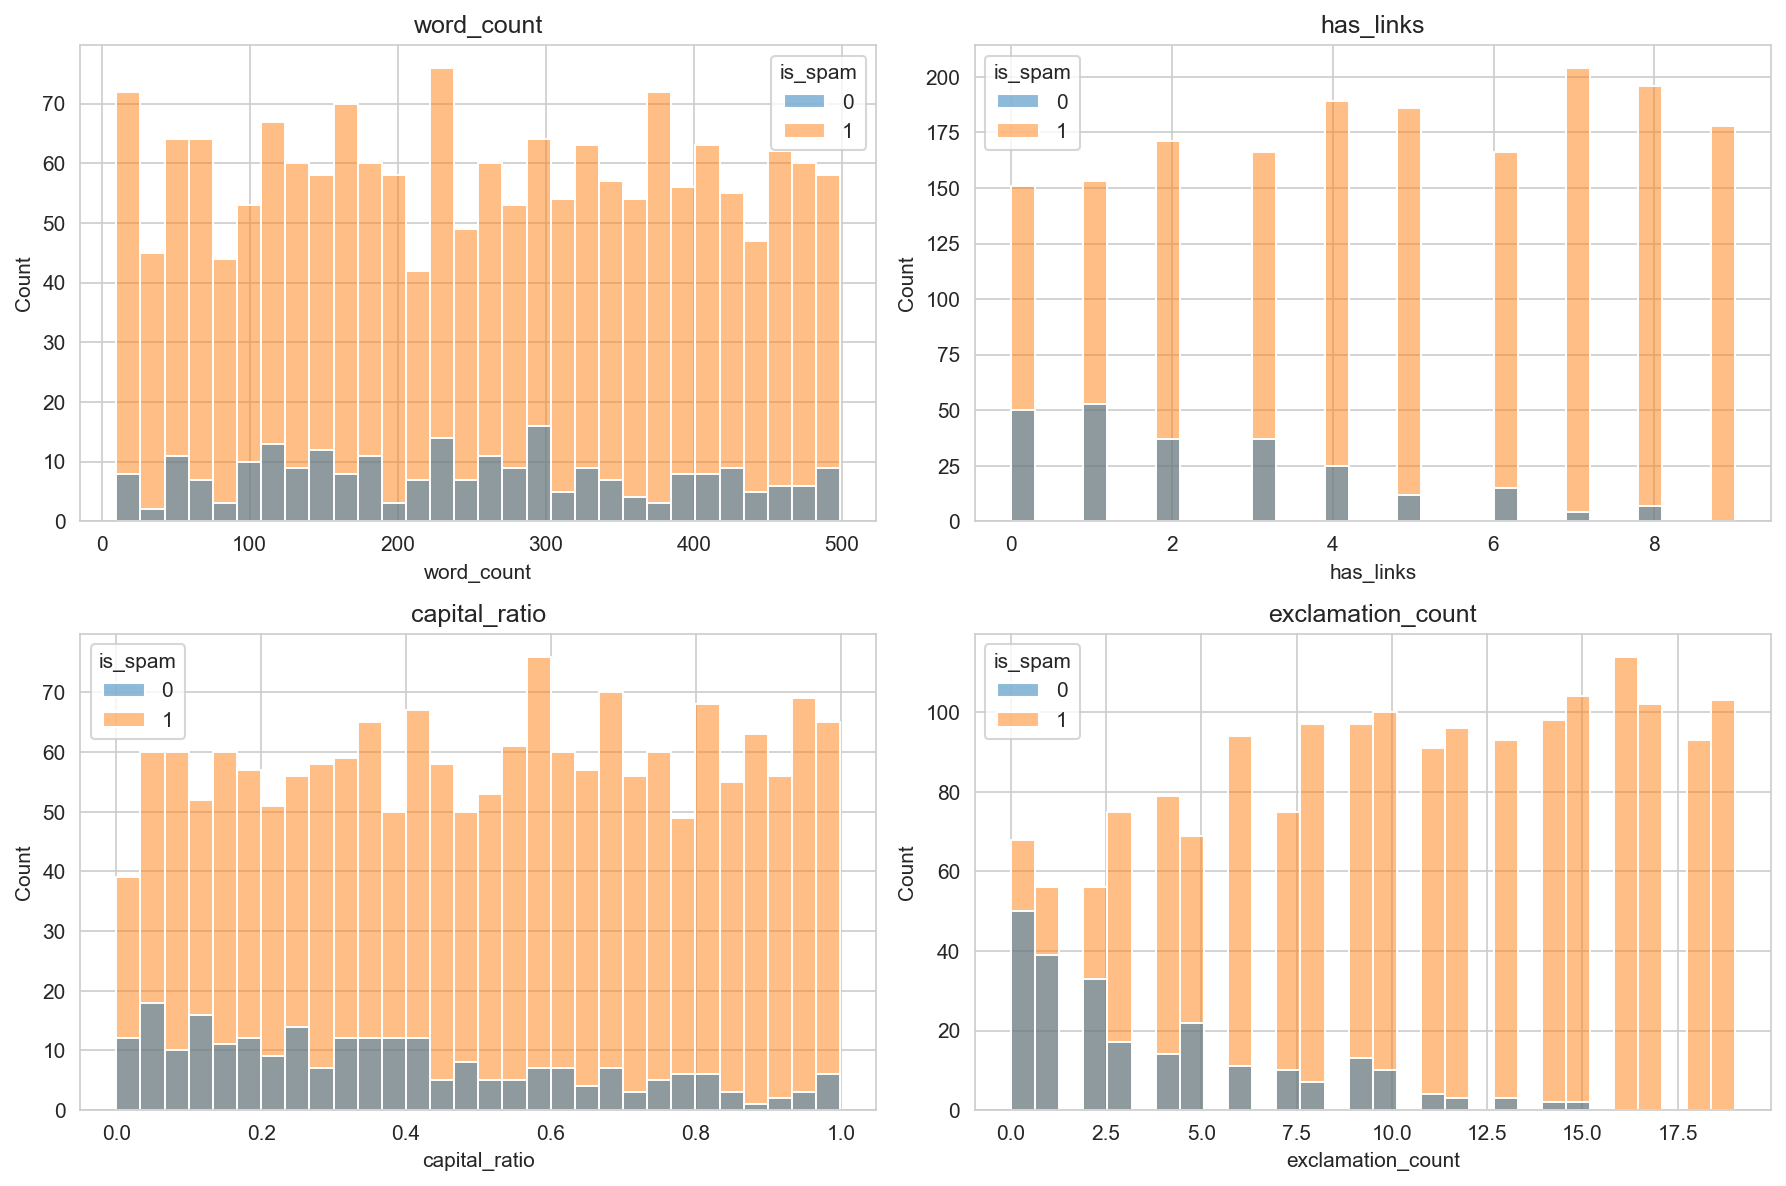 word_count
is_spam
0
1
Count
70
60
50
40
30
20
10
0
0 100 200 300 400 500
word_count
has_links
is_spam
0
1
Count
200
175
150
125
100
75
50
25
0
0 2 4 6 8
has_links
capital_ratio
is_spam
0
1
Count
70
60
50
40
30
20
10
0
0.0 0.2 0.4 0.6 0.8 1.0
capital_ratio
exclamation_count
is_spam
0
1
Count
100
80
60
40
20
0
0.0 2.5 5.0 7.5 10.0 12.5 15.0 17.5
exclamation_count